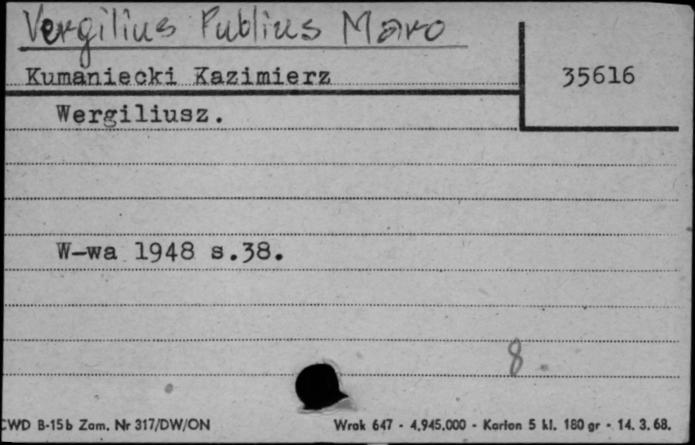 Vergilius Publius Maro
Kumaniecki Kazimierz
35616
Wergiliusz.
W-wa 1948 s.38.
8
CWD B-15b Zam. Nr 317/DW/ON
Wrak 647 - 4.945.000 - Karton 5 kl. 180 gr - 14. 3. 68.